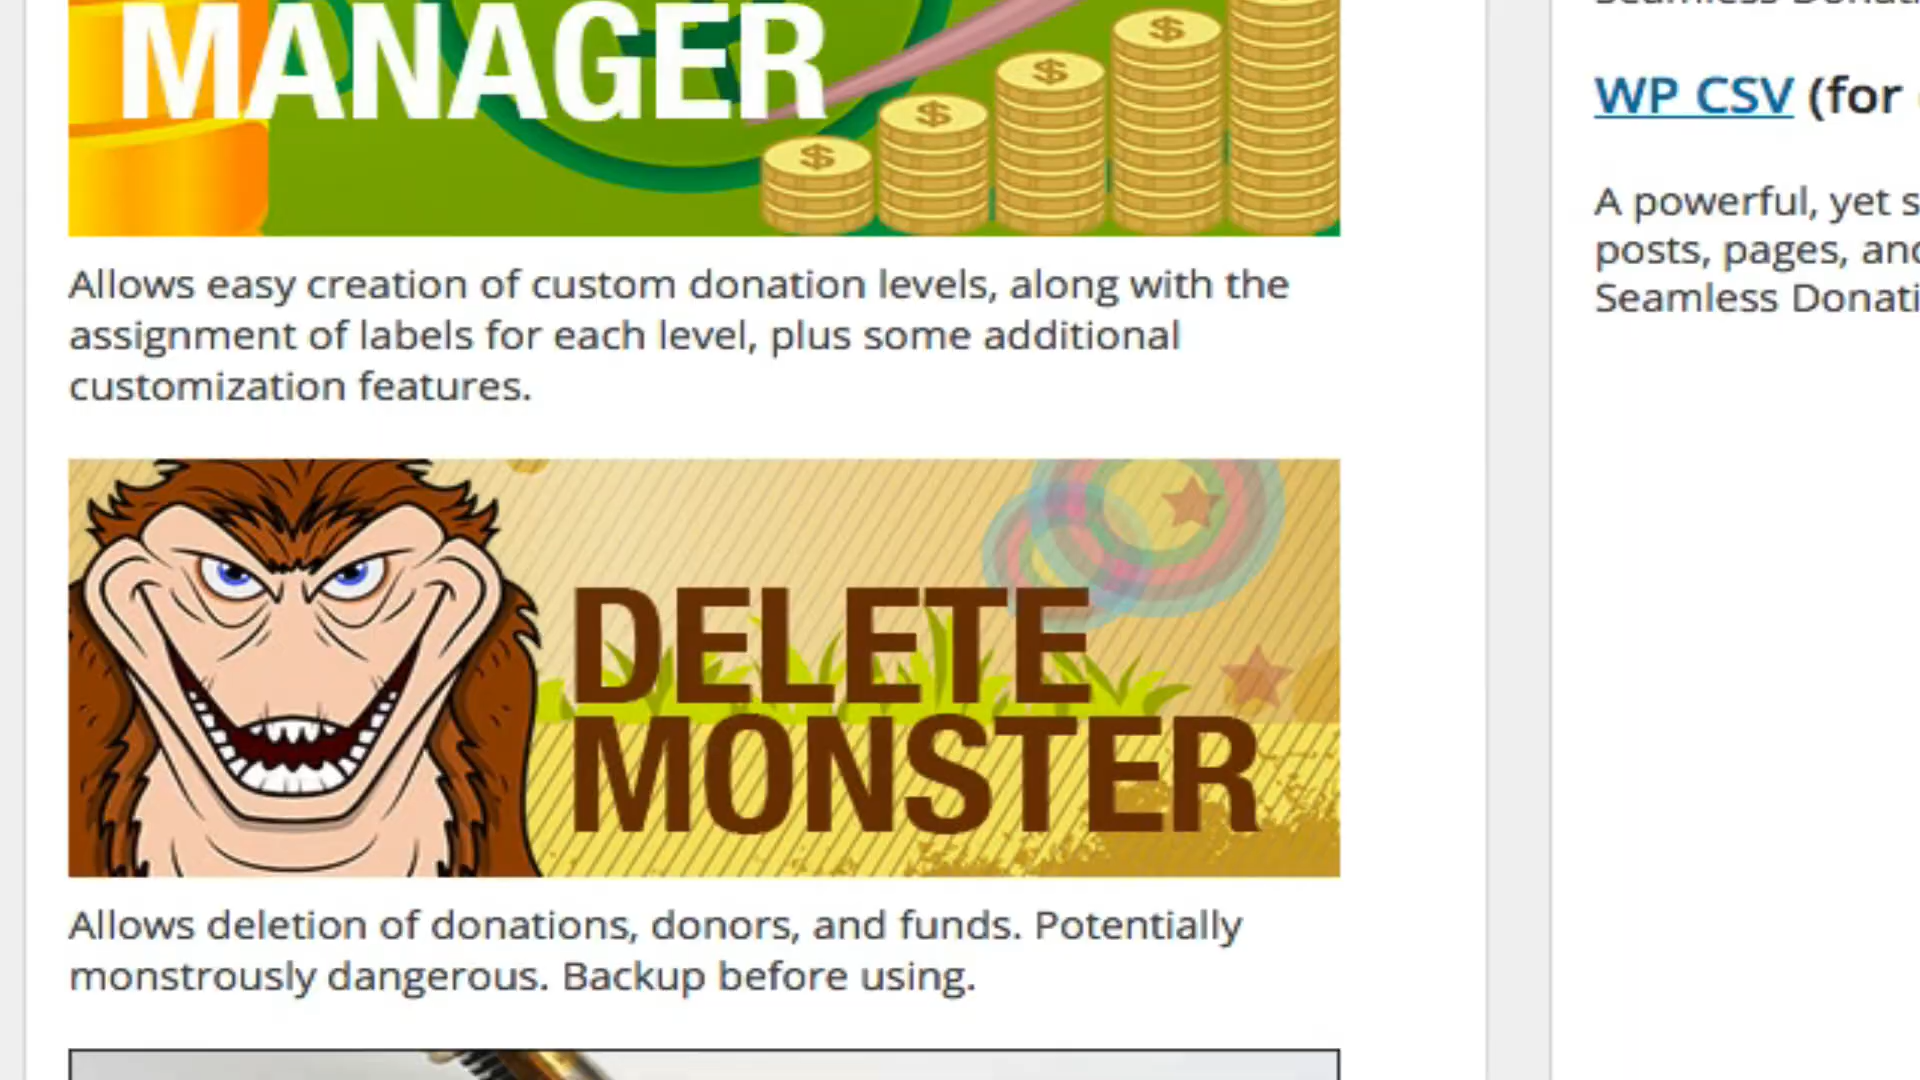 MANAGER
Allows easy creation of custom donation levels, along with the
assignment of labels for each level, plus some additional
customization features.
DELETE
MONSTER
Allows deletion of donations, donors, and funds. Potentially
monstrously dangerous. Backup before using.
WP CSV (for
A powerful, yet
posts, pages,
Seamless